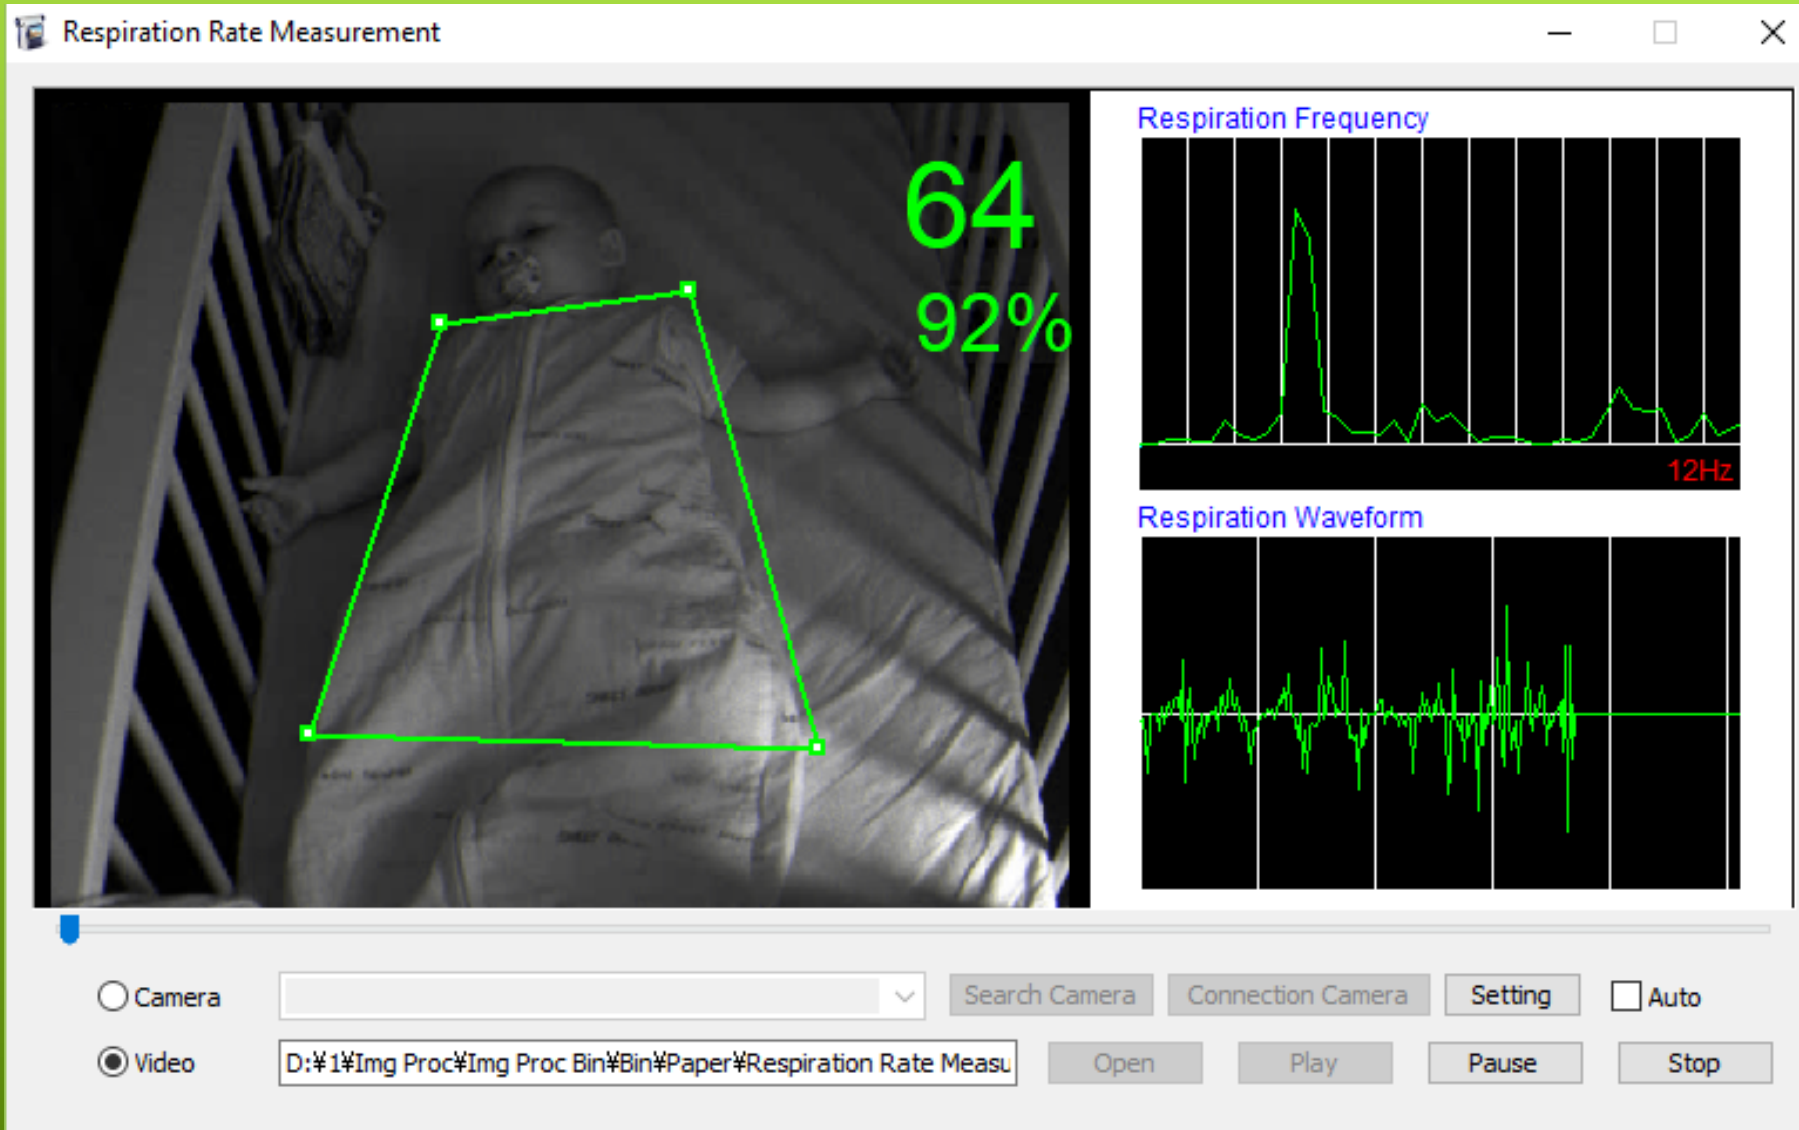 Respiration Rate Measurement
64
92%
Respiration Frequency
12Hz
Respiration Waveform
Camera
Search Camera
Connection Camera
Setting
Auto
Video
D:¥1¥Img Proc¥Img Proc Bin¥Bin¥Paper¥Respiration Rate Measu
Open
Play
Pause
Stop